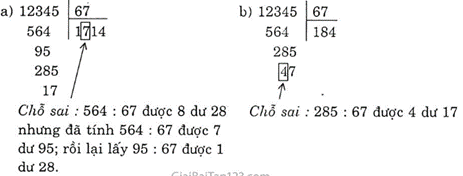 a) 12345 | 67
564 | 1714
95
285
17
Chỗ sai : 564 : 67 được 8 dư 28
nhưng đã tính 564 : 67 được 7
dư 95; rồi lại lấy 95 : 67 được 1
dư 28.
b) 12345 | 67
564 | 184
285
47
Chỗ sai : 285 : 67 được 4 dư 17
GiaiBaiTap123.com